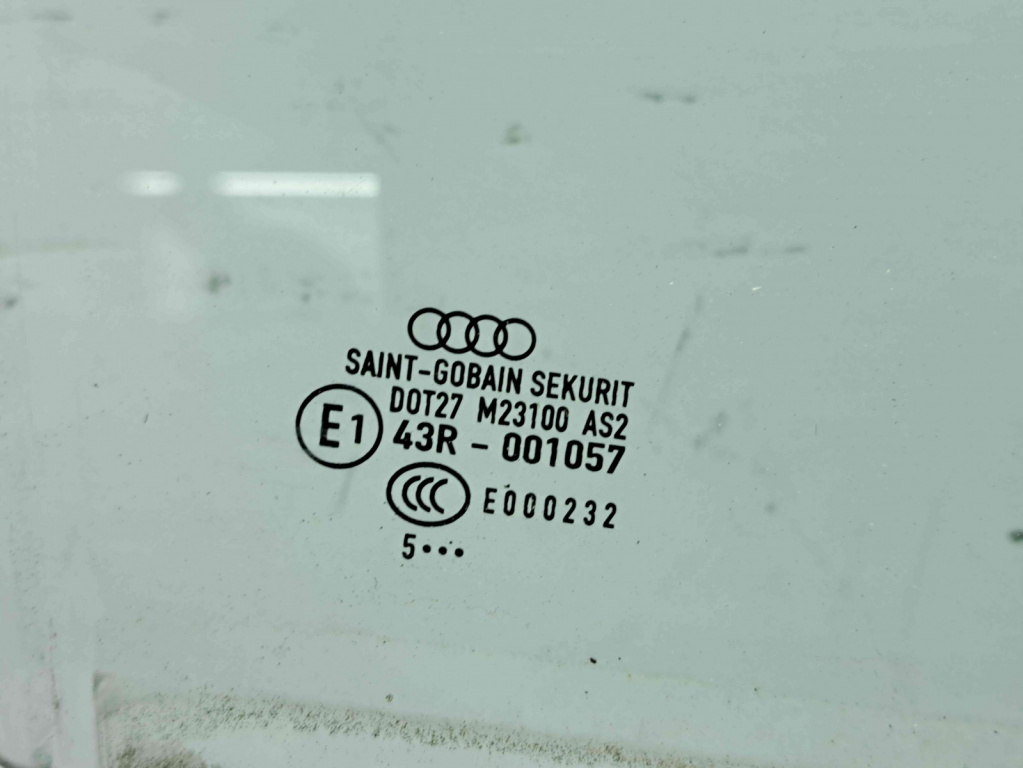 SAINT-GOBAIN SEKURIT
DOT27 M23100 AS2
E1 43R - 001057
CCC E000232
5•••